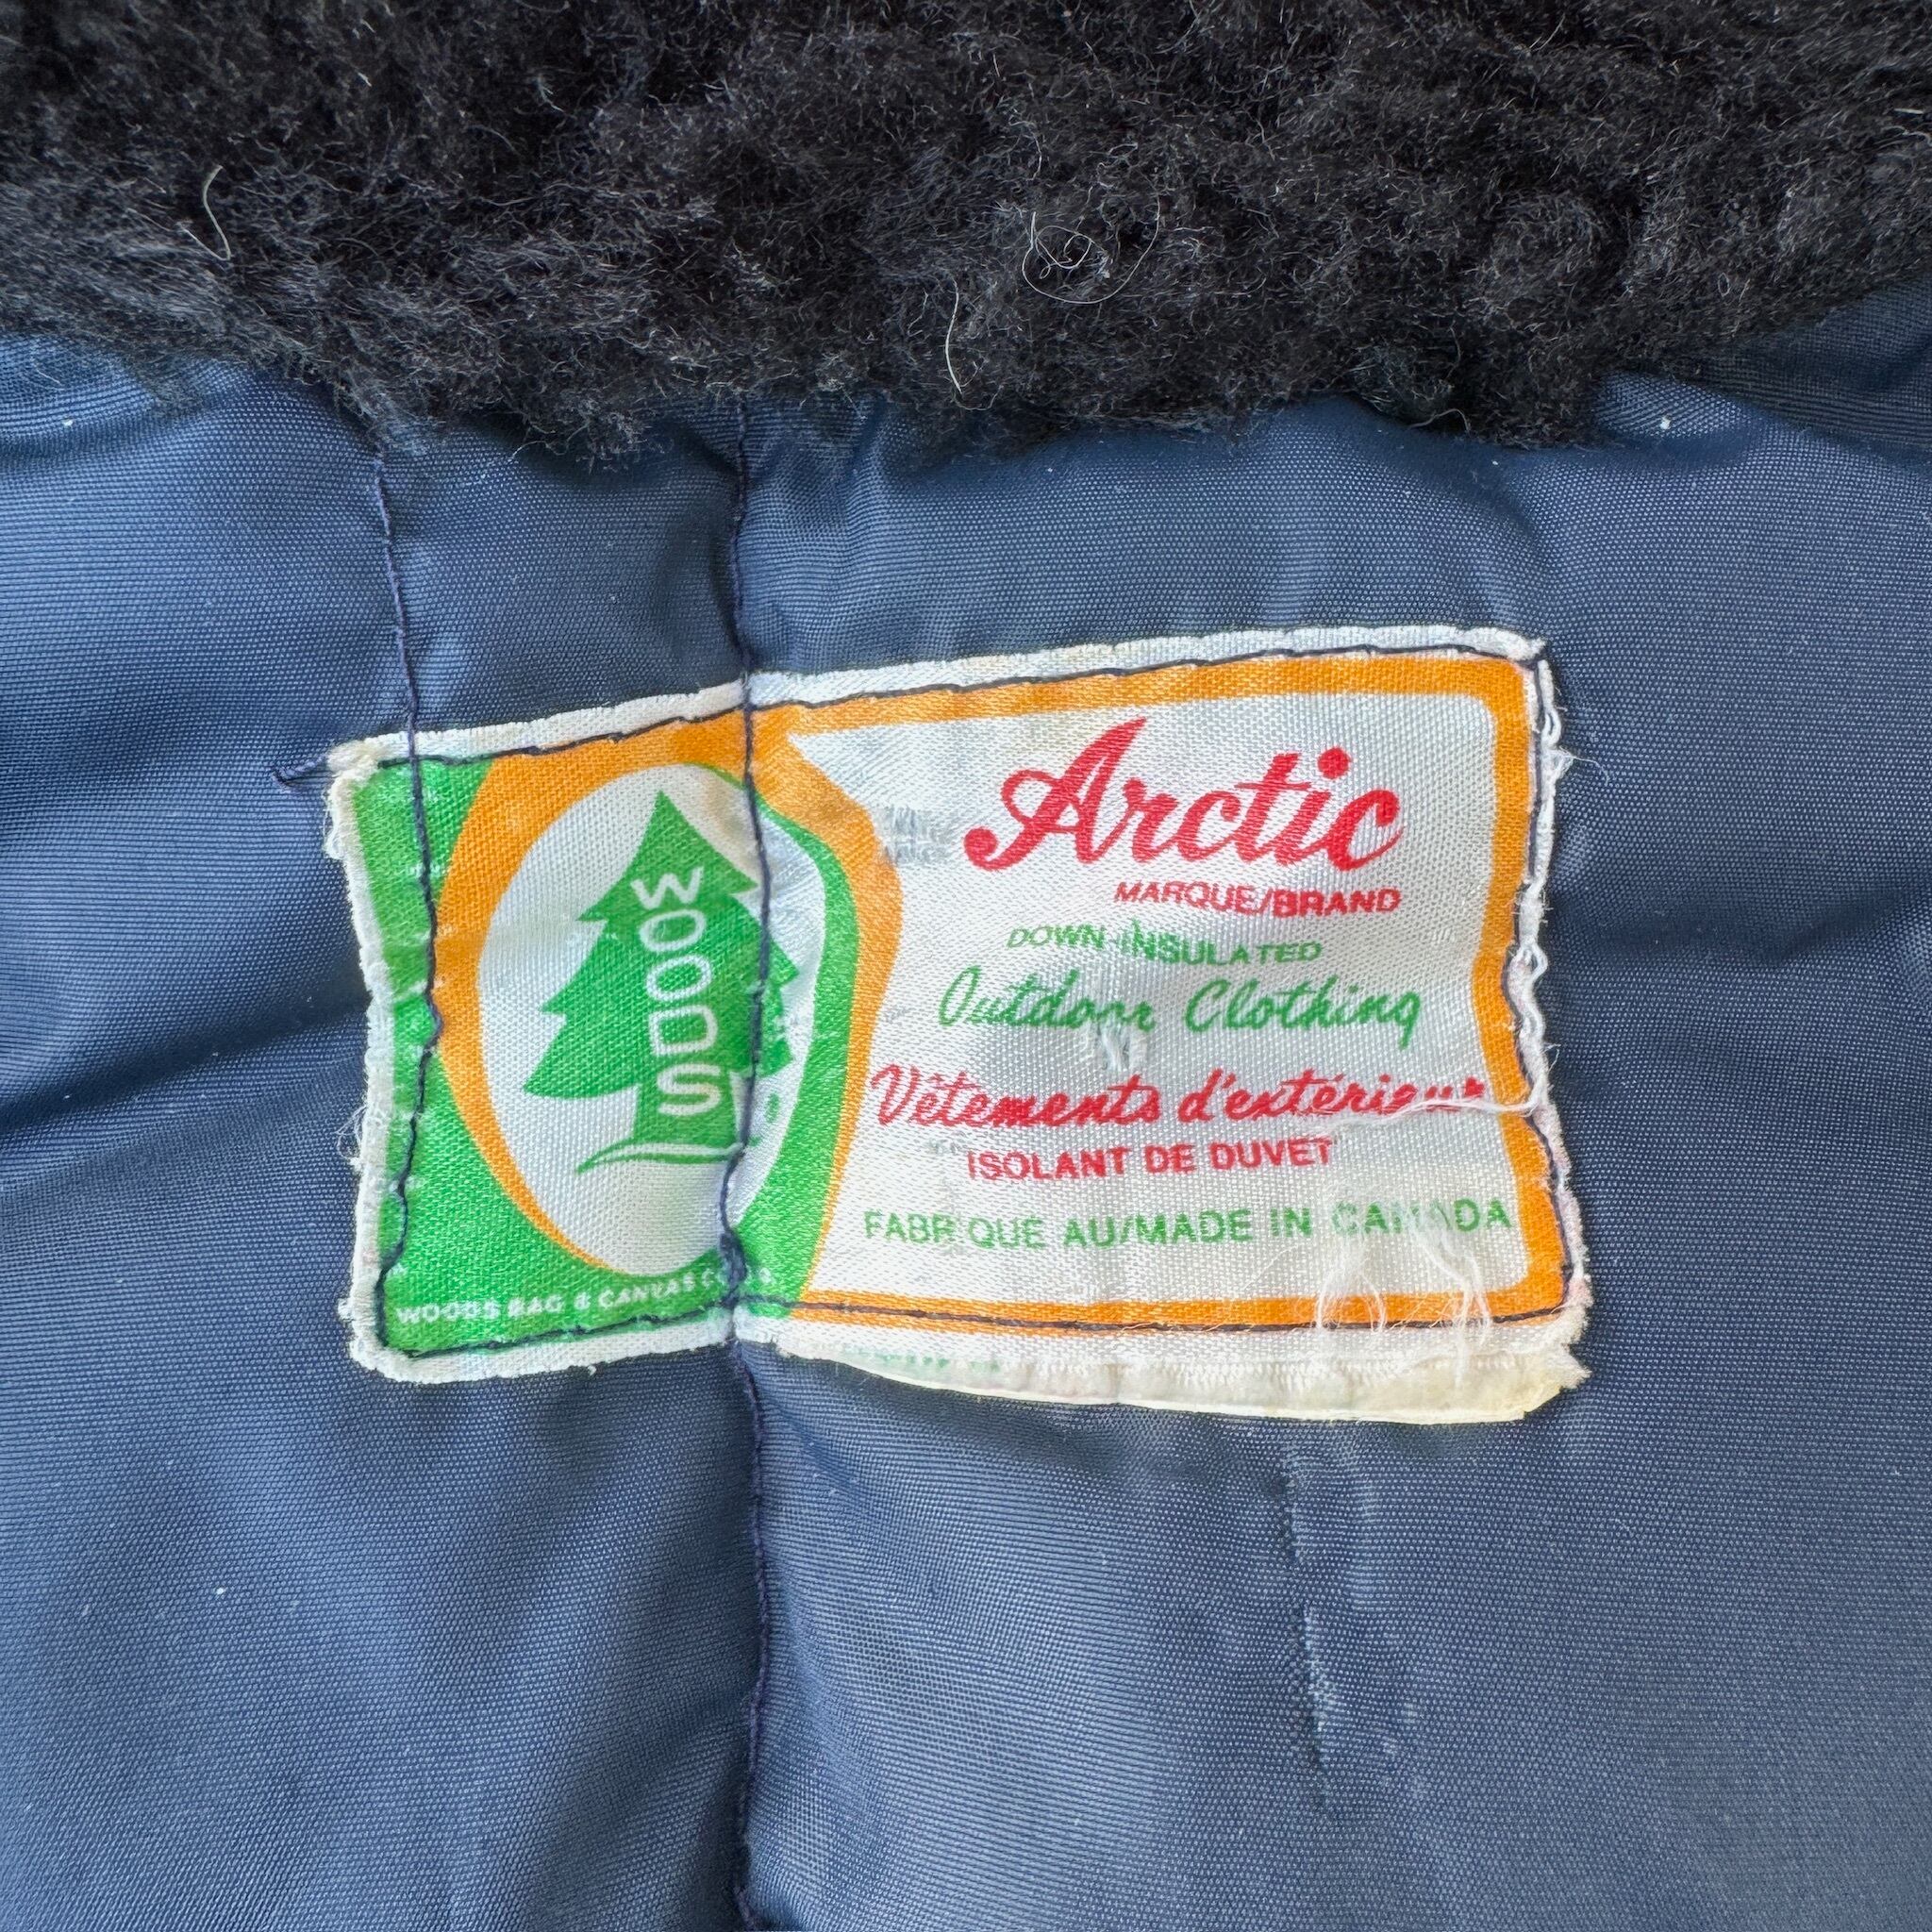 WOODS
WOODS BAG & CANVAS CO.
Arctic
MARQUE/BRAND
DOWN INSULATED
Outdoor Clothing
Vêtements d'extérieur
ISOLANT DE DUVET
FABRIQUE AU/MADE IN CANADA